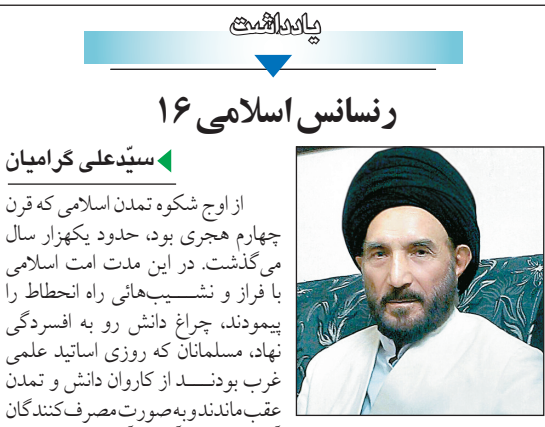 یادداشت
رنسانس اسلامی ۱۶
سیّدعلی گرامیان
از اوج شکوه تمدن اسلامی که قرن
چهارم هجری بود، حدود یکهزار سال
می‌گذشت. در این مدت امت اسلامی
با فراز و نشـــیب‌هائی راه انحطاط را
پیمودند، چراغ دانش رو به افسردگی
نهاد، مسلمانان که روزی اساتید علمی
غرب بودنـــد از کاروان دانش و تمدن
عقب‌ماندند و به صورت مصرف‌کنندگان